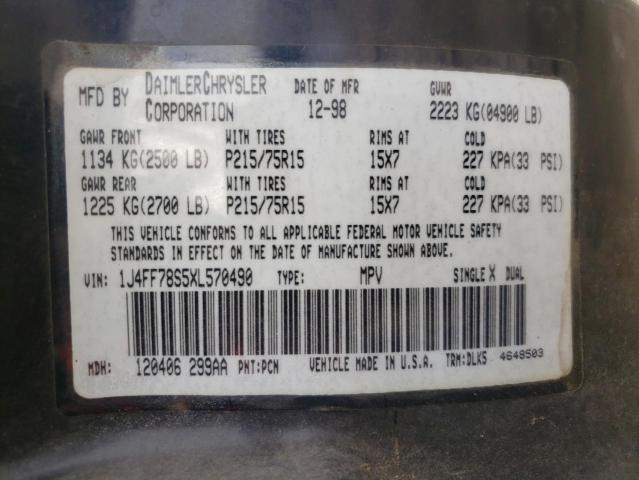 MFD BY DAIMLERCHRYSLER CORPORATION DATE OF MFR 12-98 GVWR 2223 KG(04900 LB)
GAWR FRONT WITH TIRES RIMS AT COLD
1134 KG(2500 LB) P215/75R15 15X7 227 KPA(33 PSI)
GAWR REAR WITH TIRES RIMS AT COLD
1225 KG(2700 LB) P215/75R15 15X7 227 KPA(33 PSI)
THIS VEHICLE CONFORMS TO ALL APPLICABLE FEDERAL MOTOR VEHICLE SAFETY
STANDARDS IN EFFECT ON THE DATE OF MANUFACTURE SHOWN ABOVE.
VIN: 1J4FF78S5XL570490 TYPE: MPV SINGLE X DUAL
MDH: 120406 299AA PNT:PCN VEHICLE MADE IN U.S.A. TRM:DLK5 4648503